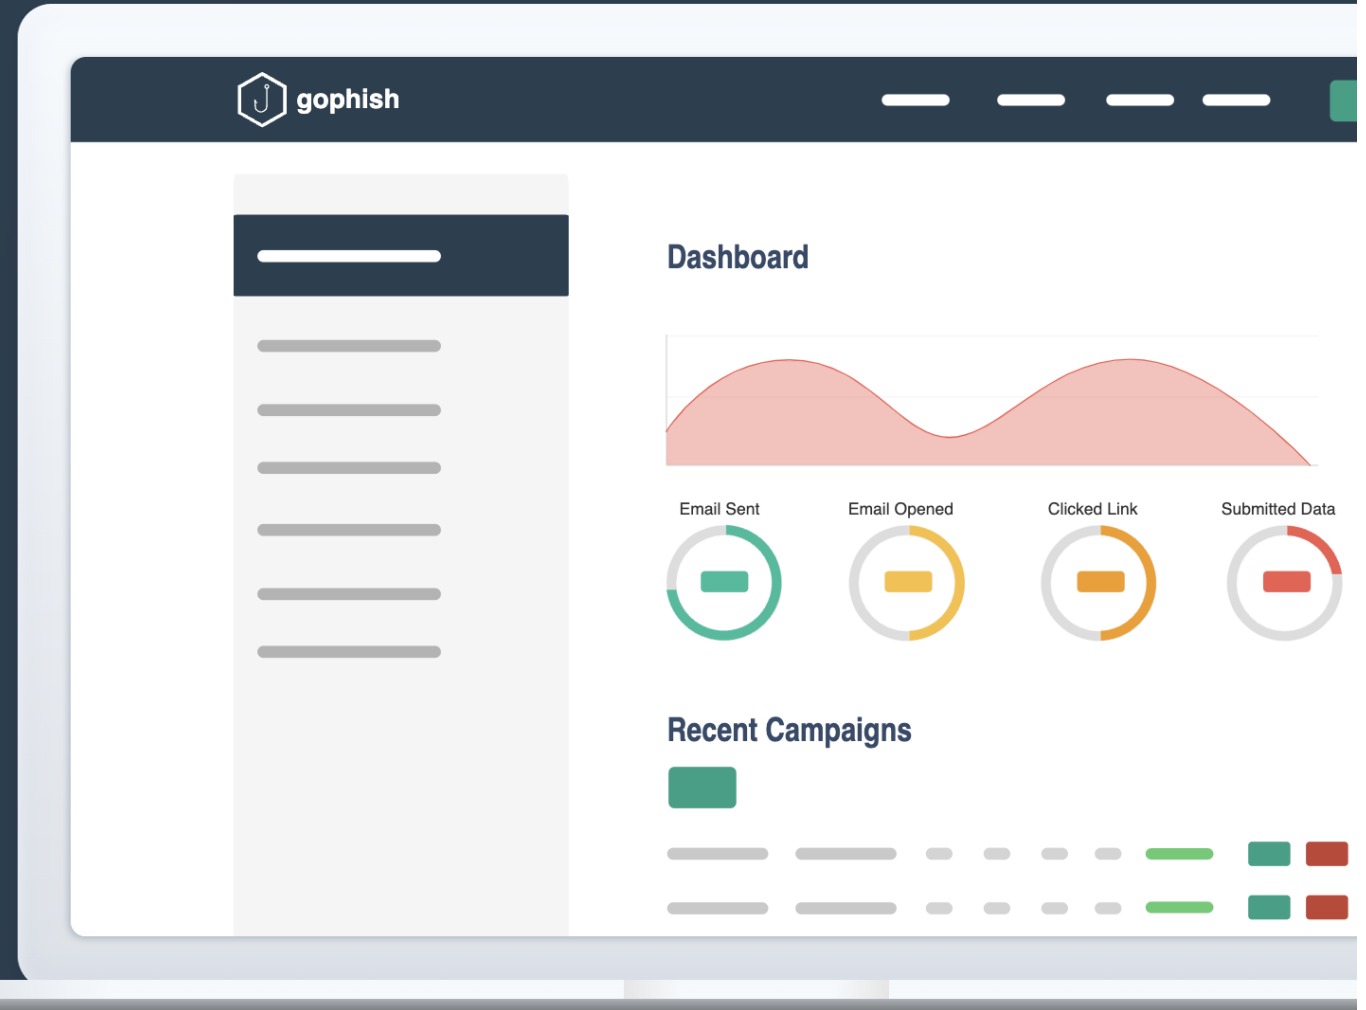 gophish
Dashboard
Email Sent
Email Opened
Clicked Link
Submitted Data
Recent Campaigns